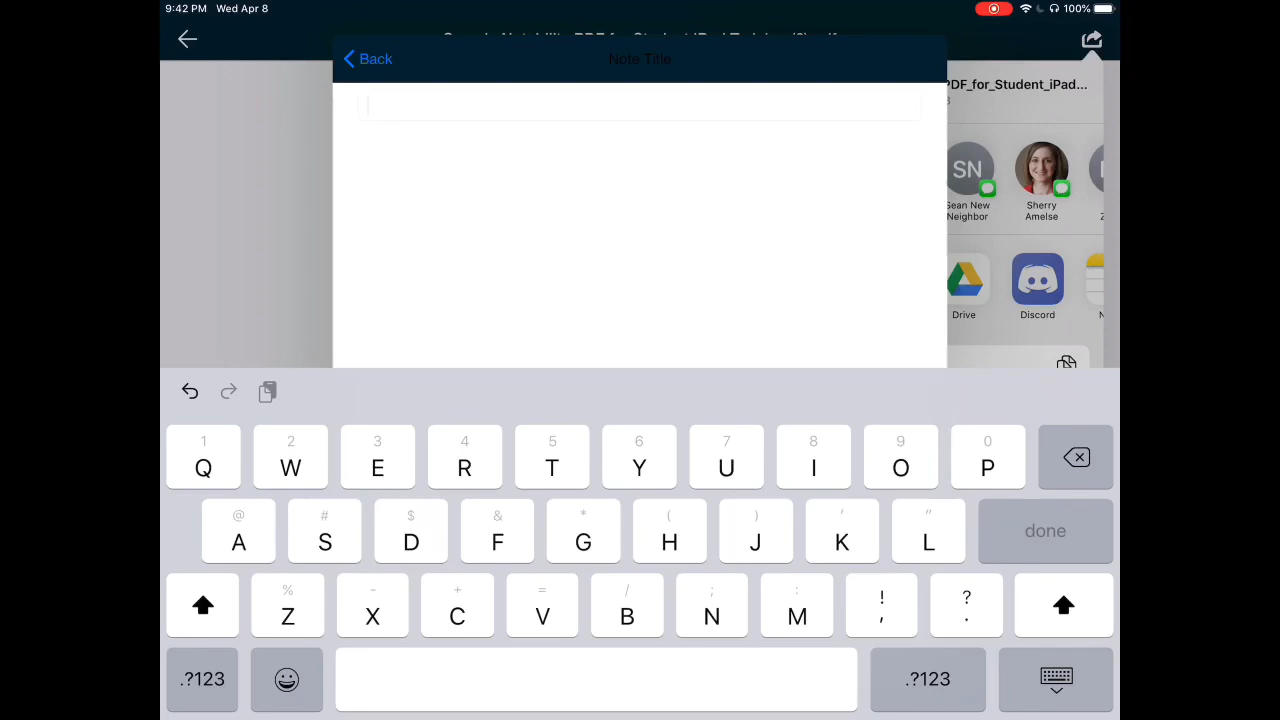 9:42 PM Wed Apr 8
100%
Back
Note Title
PDF_for_Student_iPad...
SN
Sean New
Neighbor
Sherry
Amelse
Drive
Discord
1 2 3 4 5 6 7 8 9 0
Q W E R T Y U I O P
@ # $ & * ( ) ' "
A S D F G H J K L done
% - + = / ; : ! ?
Z X C V B N M , .
.?123 .?123